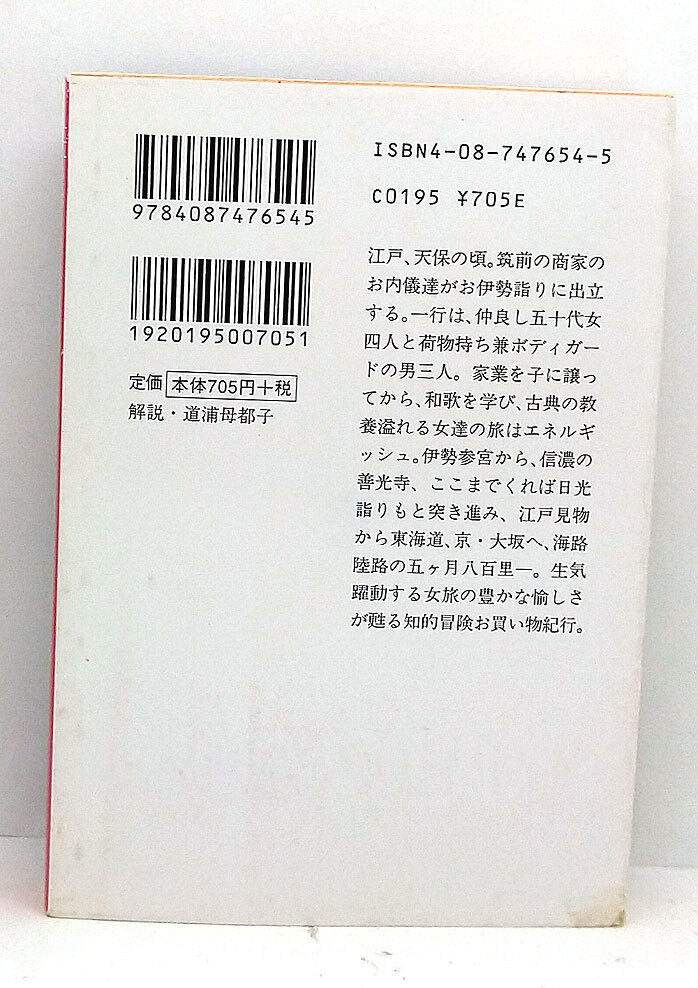 9784087476545
1920195007051
定価 本体705円＋税
解説・道浦母都子
ISBN4-08-747654-5
C0195 ¥705E
江戸、天保の頃。筑前の商家の
お内儀達がお伊勢詣りに出立
する。一行は、仲良し五十代女
四人と荷物持ち兼ボディガー
ドの男三人。家業を子に譲っ
てから、和歌を学び、古典の教
養溢れる女達の旅はエネルギ
ッシュ。伊勢参宮から、信濃の
善光寺、ここまでくれば日光
詣りもと突き進み、江戸見物
から東海道、京・大坂へ、海路
陸路の五ヶ月八百里―。生気
躍動する女旅の豊かな愉しさ
が甦る知的冒険お買い物紀行。